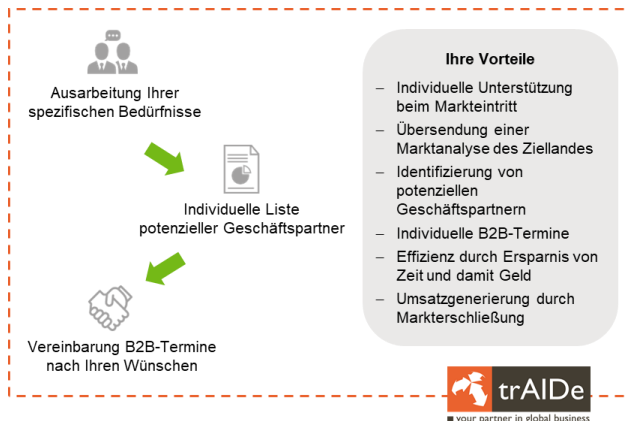 Ausarbeitung Ihrer
spezifischen Bedürfnisse
Individuelle Liste
potenzieller Geschäftspartner
Vereinbarung B2B-Termine
nach Ihren Wünschen
Ihre Vorteile
– Individuelle Unterstützung
beim Markteintritt
– Übersendung einer
Marktanalyse des Ziellandes
– Identifizierung von
potenziellen
Geschäftspartnern
– Individuelle B2B-Termine
– Effizienz durch Ersparnis von
Zeit und damit Geld
– Umsatzgenerierung durch
Markterschließung
trAIDe
your partner in global business